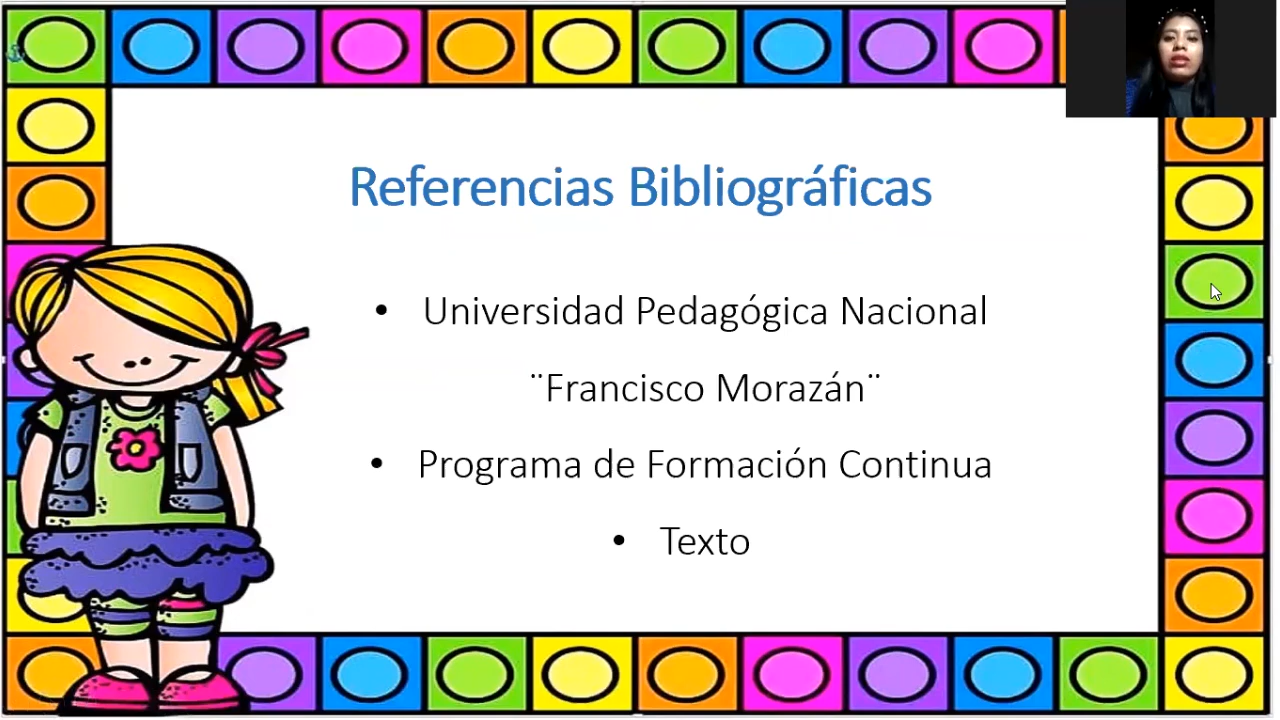 Referencias Bibliográficas
• Universidad Pedagógica Nacional
¨Francisco Morazán¨
• Programa de Formación Continua
• Texto